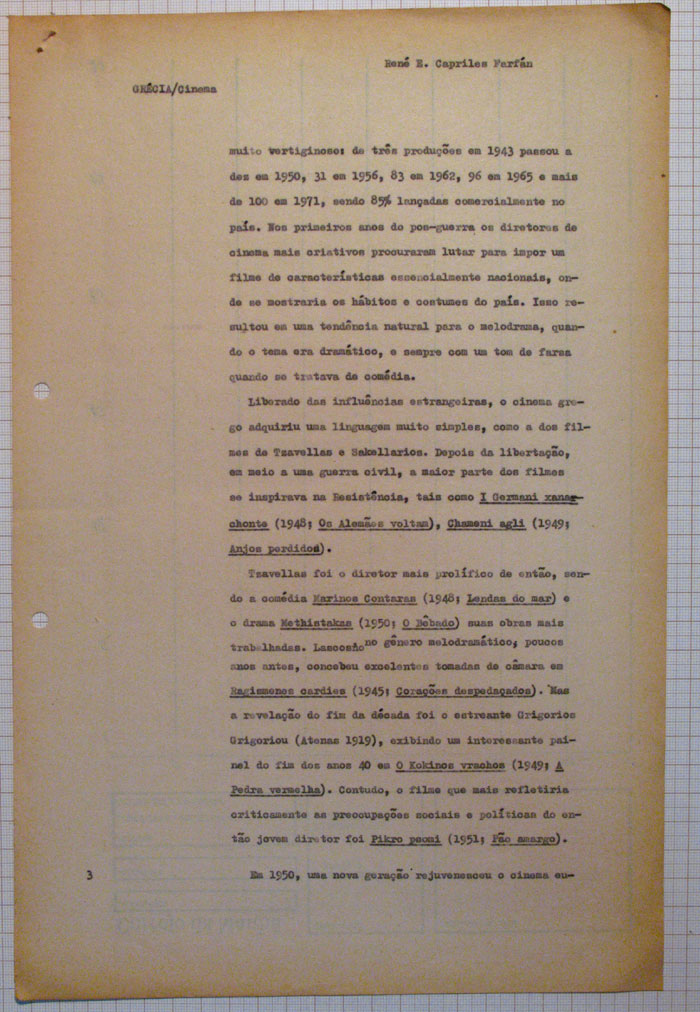 René E. Capriles Farfán
GRÉCIA/Cinema
muito vertiginoso: de três produções em 1943 passou a
dez em 1950, 31 em 1956, 83 em 1962, 96 em 1965 e mais
de 100 em 1971, sendo 85% lançadas comercialmente no
país. Nos primeiros anos do pos-guerra os diretores de
cinema mais criativos procuraram lutar para impor um
filme de características essencialmente nacionais, on-
de se mostraria os hábitos e costumes do país. Isso re-
sultou em uma tendência natural para o melodrama, quan-
do o tema era dramático, e sempre com um tom de farsa
quando se tratava de comédia.
Liberado das influências estrangeiras, o cinema gre-
go adquiriu uma linguagem muito simples, como a dos fil-
mes de Tzavellas e Sakellarios. Depois da libertação,
em meio a uma guerra civil, a maior parte dos filmes
se inspirava na Resistência, tais como I Germani xanar-
chonte (1948; Os Alemães voltam), Chameni agli (1949;
Anjos perdidos).
Tzavellas foi o diretor mais prolífico de então, sen-
do a comédia Marinos Contaras (1948; Lendas do mar) e
o drama Methistakas (1950; O Bêbado) suas obras mais
trabalhadas. Lascos no gênero melodramático, poucos
anos antes, concebeu excelentes tomadas de câmara em
Ragismenes cardies (1945; Corações despedaçados). Mas
a revelação do fim da década foi o estreante Grigorios
Grigoriou (Atenas 1919), exibindo um interessante pai-
nel do fim dos anos 40 em O Kokinos vrachos (1949; A
Pedra vermelha). Contudo, o filme que mais refletiria
criticamente as preocupações sociais e políticas do en-
tão jovem diretor foi Pikro psomi (1951; Pão amargo).
3 Em 1950, uma nova geração rejuvenesceu o cinema eu-